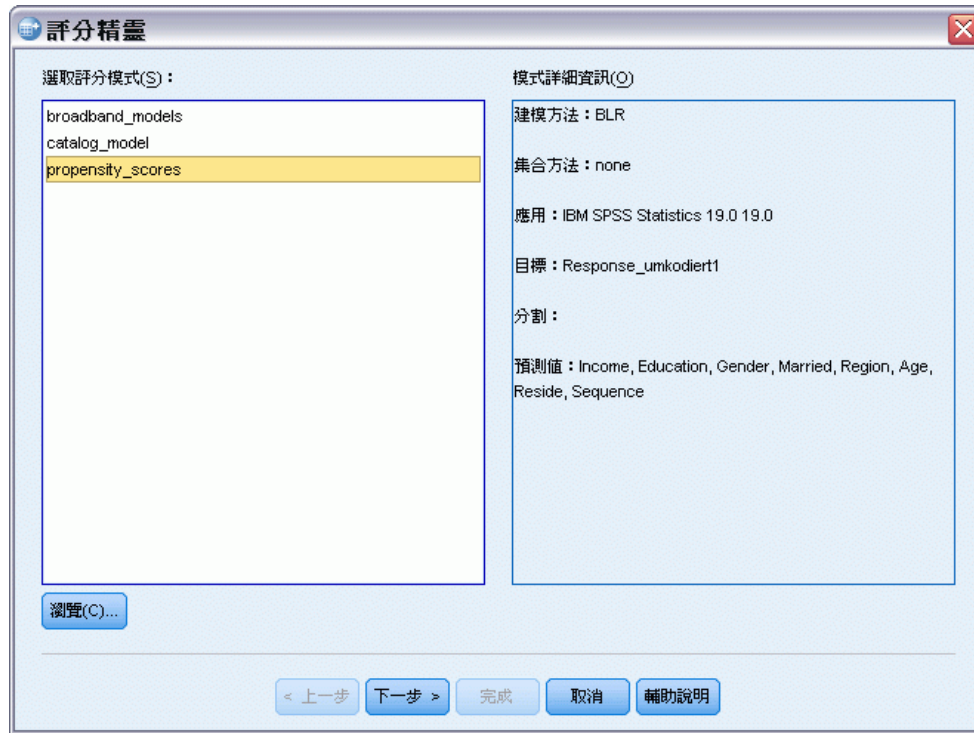 評分精靈
選取評分模式(S)：
broadband_models
catalog_model
propensity_scores
瀏覽(C)...
模式詳細資訊(O)
建模方法：BLR
集合方法：none
應用：IBM SPSS Statistics 19.0 19.0
目標：Response_umkodiert1
分割：
預測值：Income, Education, Gender, Married, Region, Age,
Reside, Sequence
< 上一步
下一步 >
完成
取消
輔助說明